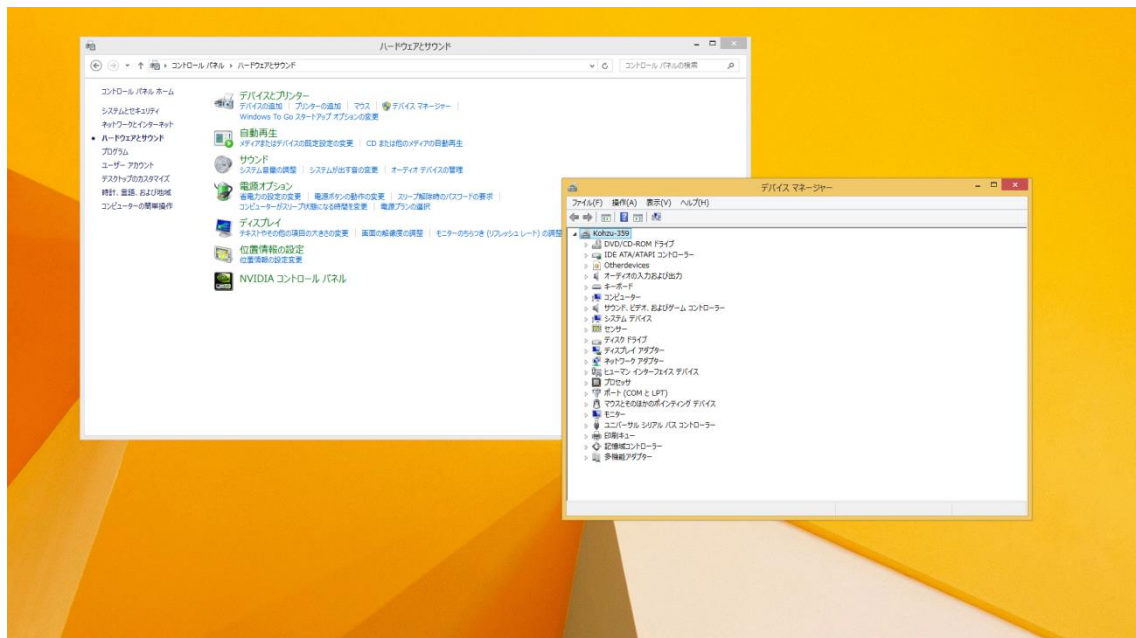 ハードウェアとサウンド
コントロール パネル ▸ ハードウェアとサウンド
コントロール パネルの検索
コントロール パネル ホーム
システムとセキュリティ
ネットワークとインターネット
ハードウェアとサウンド
プログラム
ユーザー アカウント
デスクトップのカスタマイズ
時計、言語、および地域
コンピューターの簡単操作
デバイスとプリンター
デバイスの追加 | プリンターの追加 | マウス | デバイス マネージャー
Windows To Go スタートアップ オプションの変更
自動再生
メディアまたはデバイスの既定設定の変更 | CD または他のメディアの自動再生
サウンド
システム音量の調整 | システムが出す音の変更 | オーディオ デバイスの管理
電源オプション
省電力の設定の変更 | 電源ボタンの動作の変更 | スリープ解除時のパスワードの要求
コンピューターがスリープ状態になる時間を変更 | 電源プランの選択
ディスプレイ
テキストやその他の項目の大きさの変更 | 画面の解像度の調整 | モニターのちらつき (リフレッシュ レート) の調整
位置情報の設定
位置情報の設定変更
NVIDIA コントロール パネル
デバイス マネージャー
ファイル(F) 操作(A) 表示(V) ヘルプ(H)
Kohzu-359
DVD/CD-ROM ドライブ
IDE ATA/ATAPI コントローラー
Otherdevices
オーディオの入力および出力
キーボード
コンピューター
サウンド、ビデオ、およびゲーム コントローラー
システム デバイス
センサー
ディスク ドライブ
ディスプレイ アダプター
ネットワーク アダプター
ヒューマン インターフェイス デバイス
プロセッサ
ポート (COM と LPT)
マウスとそのほかのポインティング デバイス
モニター
ユニバーサル シリアル バス コントローラー
印刷キュー
記憶域コントローラー
多機能アダプター